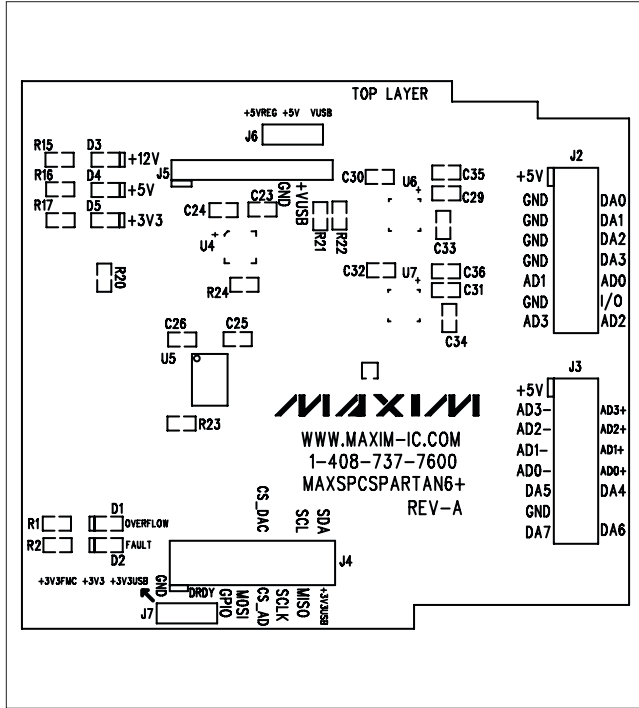 TOP LAYER
+5VREG +5V VUSB
J6
R15 D3 +12V
J5
R16 D4 +5V
R17 D5 +3V3
C24 C23
GND
+VUSB
R21
R22
C30 U6 C35
C29
C33
U4
R20
R24
C32 U7 C36
C31
C34
C26 C25
U5
R23
J2
+5V
GND DA0
GND DA1
GND DA2
GND DA3
AD1 AD0
GND I/O
AD3 AD2
J3
+5V
AD3- AD3+
AD2- AD2+
AD1- AD1+
AD0- AD0+
DA5 DA4
GND
DA7 DA6
MAXIM
WWW.MAXIM-IC.COM
1-408-737-7600
MAXSPCSPARTAN6+
REV-A
CS_DAC
SCL
SDA
D1
R1 OVERFLOW
R2 FAULT
D2
J4
+3V3FMC +3V3 +3V3USB
GND
DRDY
GPIO
MOSI
CS_AD
SCLK
MISO
+3V3USB
J7